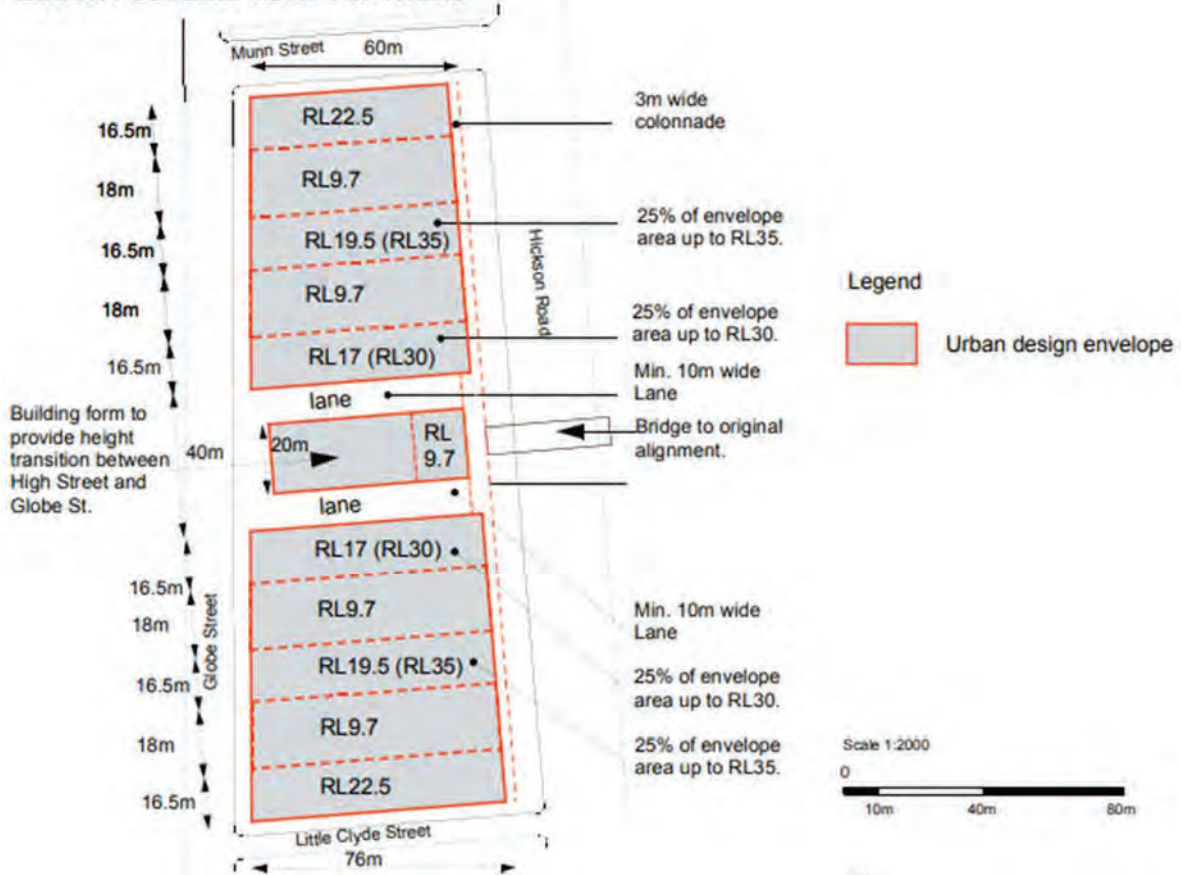 Munn Street
60m
RL22.5
RL9.7
RL19.5 (RL35)
RL9.7
RL17 (RL30)
lane
20m
RL
9.7
lane
RL17 (RL30)
RL9.7
RL19.5 (RL35)
RL9.7
RL22.5
Little Clyde Street
76m
16.5m
18m
16.5m
18m
16.5m
40m
16.5m
18m
16.5m
18m
16.5m
Globe Street
Building form to
provide height
transition between
High Street and
Globe St.
Hickson Road
3m wide
colonnade
25% of envelope
area up to RL35.
25% of envelope
area up to RL30.
Min. 10m wide
Lane
Bridge to original
alignment.
Min. 10m wide
Lane
25% of envelope
area up to RL30.
25% of envelope
area up to RL35.
Legend
Urban design envelope
Scale 1:2000
0
10m
40m
80m